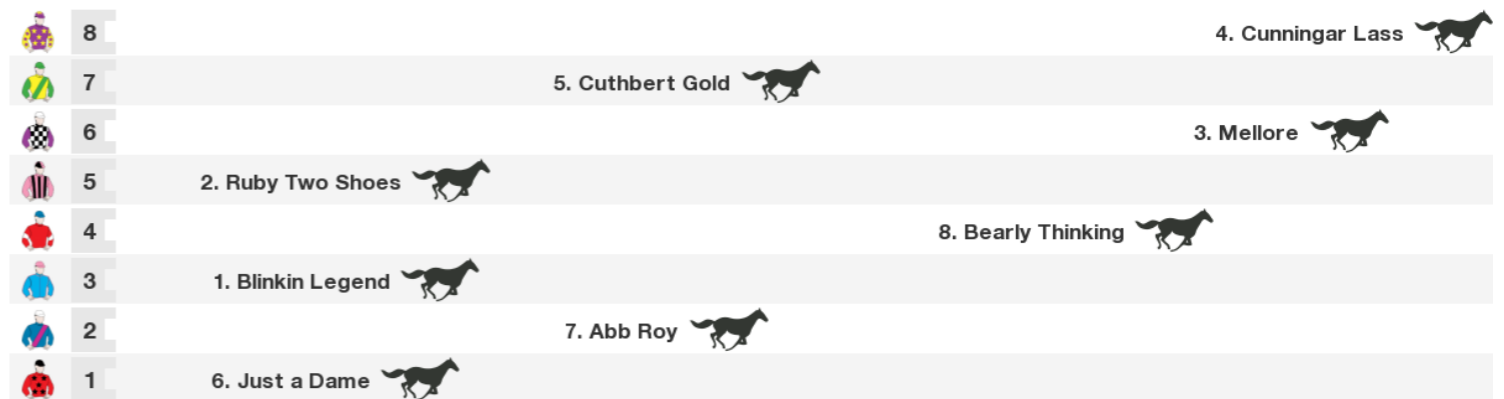 8 4. Cunningar Lass
7 5. Cuthbert Gold
6 3. Mellore
5 2. Ruby Two Shoes
4 8. Bearly Thinking
3 1. Blinkin Legend
2 7. Abb Roy
1 6. Just a Dame